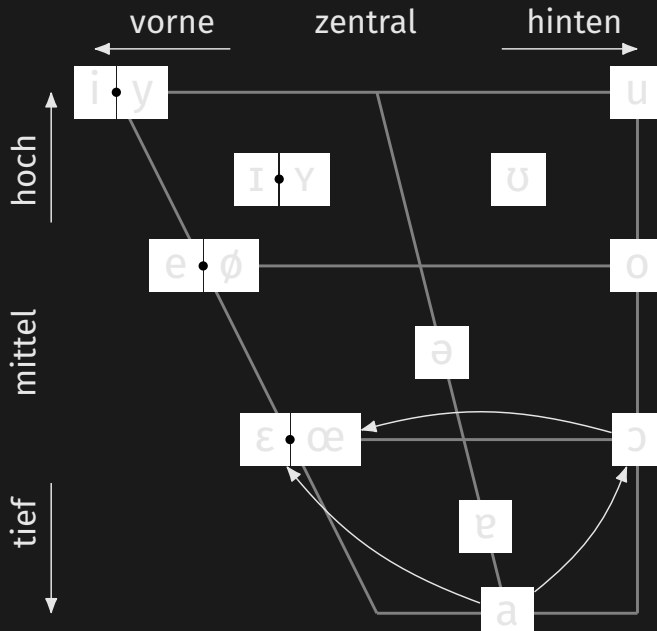 vorne zentral hinten
i y u
hoch
ɪ ʏ ʊ
e ø o
mittel
ə
ɛ œ ɔ
tief
ɐ
a